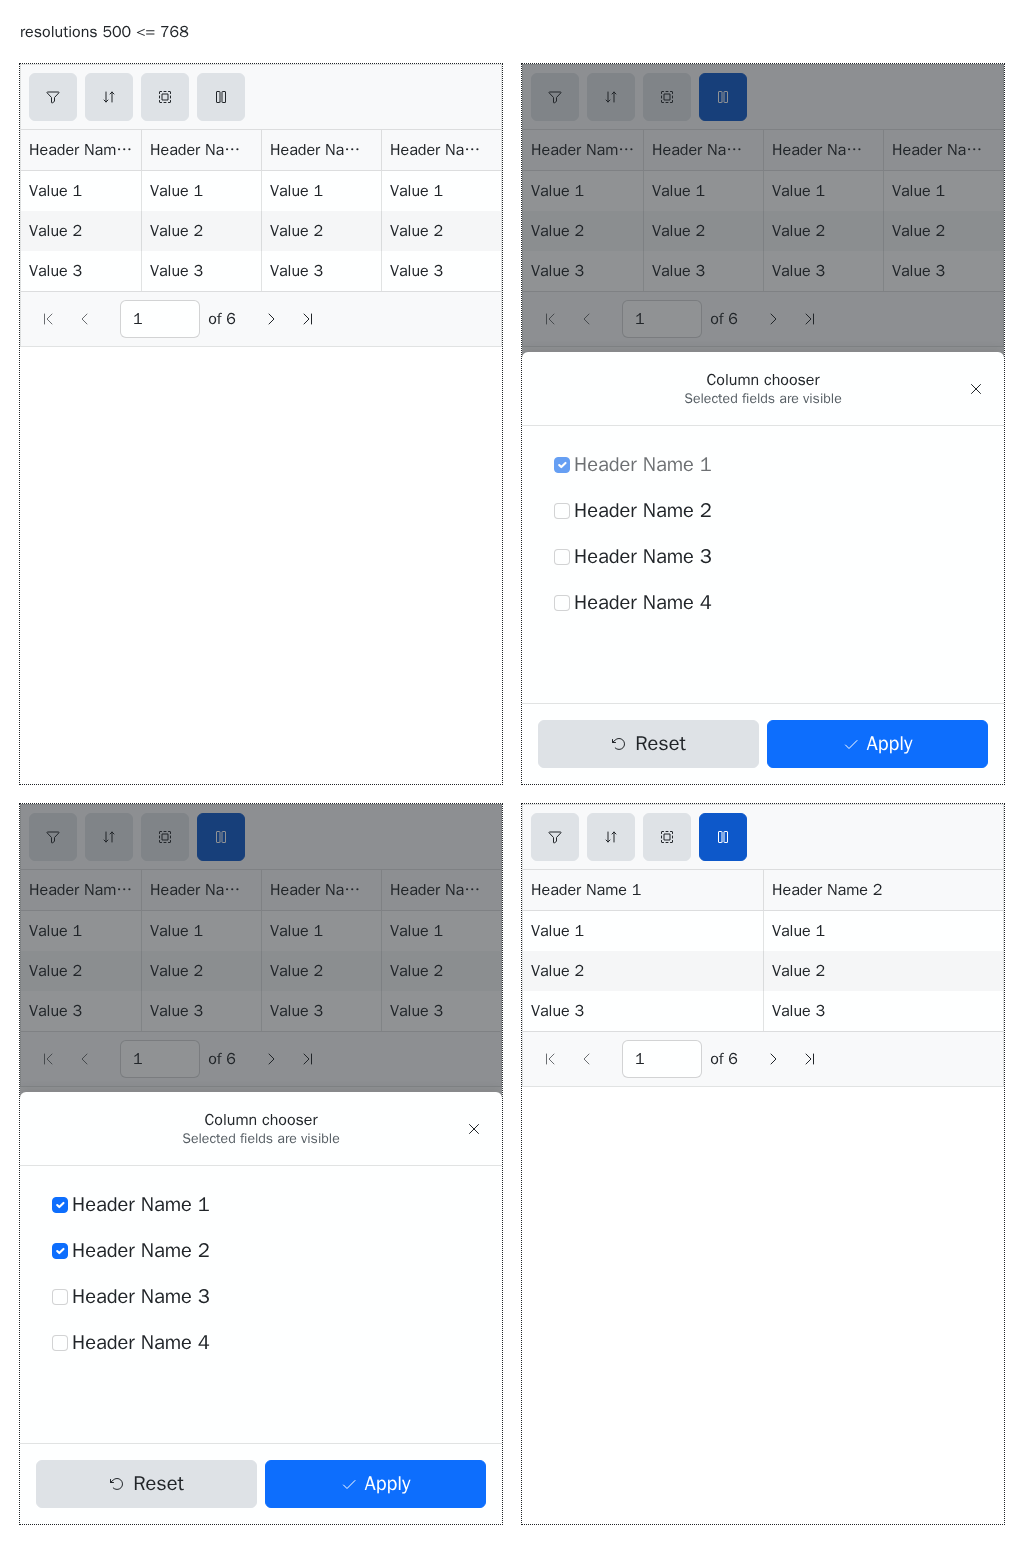 resolutions 500 <= 768
Header Nam··· Header Na··· Header Na··· Header Na···
Value 1 Value 1 Value 1 Value 1
Value 2 Value 2 Value 2 Value 2
Value 3 Value 3 Value 3 Value 3
1 of 6
Header Nam··· Header Na··· Header Na··· Header Na···
Value 1 Value 1 Value 1 Value 1
Value 2 Value 2 Value 2 Value 2
Value 3 Value 3 Value 3 Value 3
1 of 6
Column chooser
Selected fields are visible
Header Name 1
Header Name 2
Header Name 3
Header Name 4
Reset Apply
Header Nam··· Header Na··· Header Na··· Header Na···
Value 1 Value 1 Value 1 Value 1
Value 2 Value 2 Value 2 Value 2
Value 3 Value 3 Value 3 Value 3
1 of 6
Column chooser
Selected fields are visible
Header Name 1
Header Name 2
Header Name 3
Header Name 4
Reset Apply
Header Name 1 Header Name 2
Value 1 Value 1
Value 2 Value 2
Value 3 Value 3
1 of 6